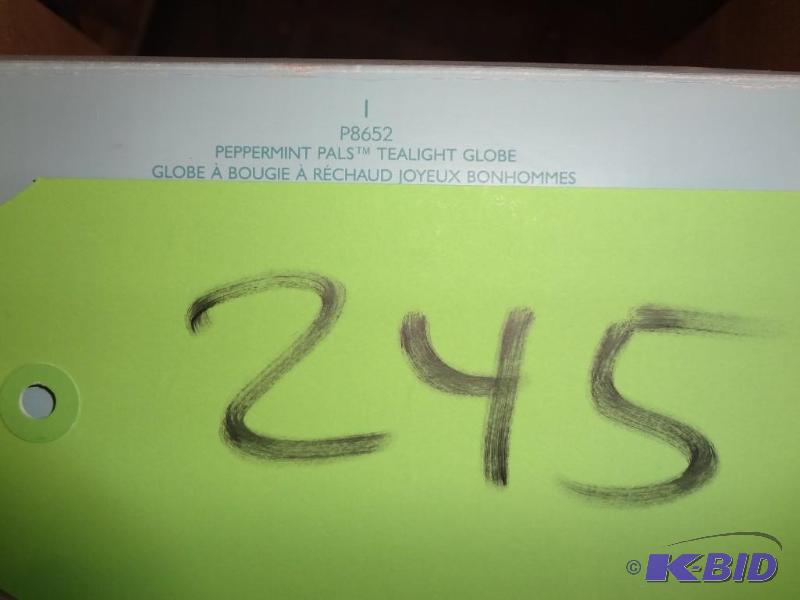 1
P8652
PEPPERMINT PALS™ TEALIGHT GLOBE
GLOBE À BOUGIE À RÉCHAUD JOYEUX BONHOMMES
245
© K-BID